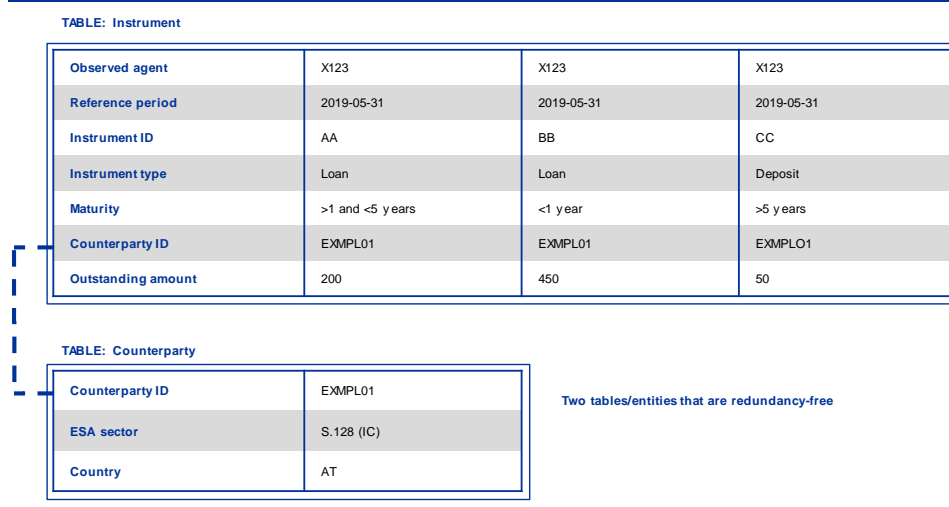 TABLE: Instrument
Observed agent X123 X123 X123
Reference period 2019-05-31 2019-05-31 2019-05-31
Instrument ID AA BB CC
Instrument type Loan Loan Deposit
Maturity >1 and <5 years <1 year >5 years
Counterparty ID EXMPL01 EXMPL01 EXMPLO1
Outstanding amount 200 450 50
TABLE: Counterparty
Counterparty ID EXMPL01
Two tables/entities that are redundancy-free
ESA sector S.128 (IC)
Country AT